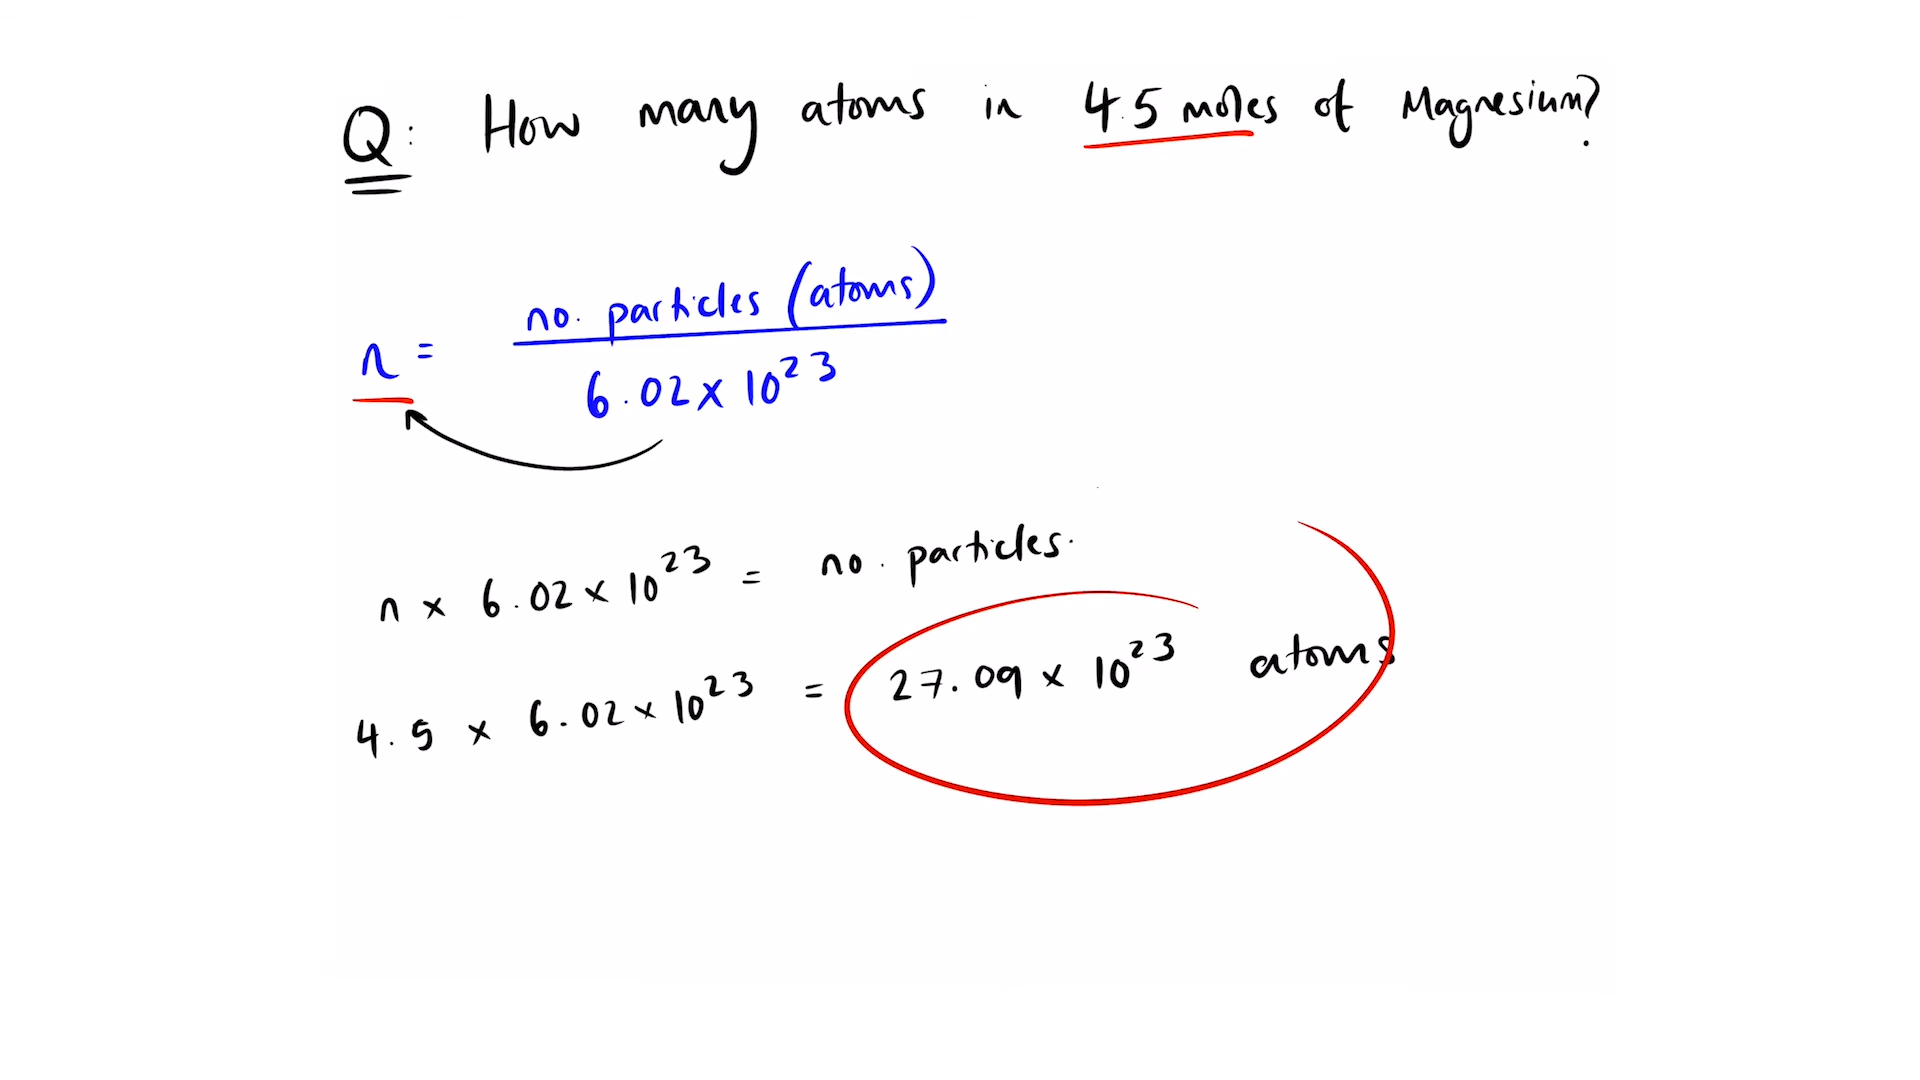 Q: How many atoms in 4.5 moles of Magnesium?
n = no. particles (atoms)
6.02 x 10²³
n x 6.02 x 10²³ = no. particles.
4.5 x 6.02 x 10²³ = 27.09 x 10²³ atoms